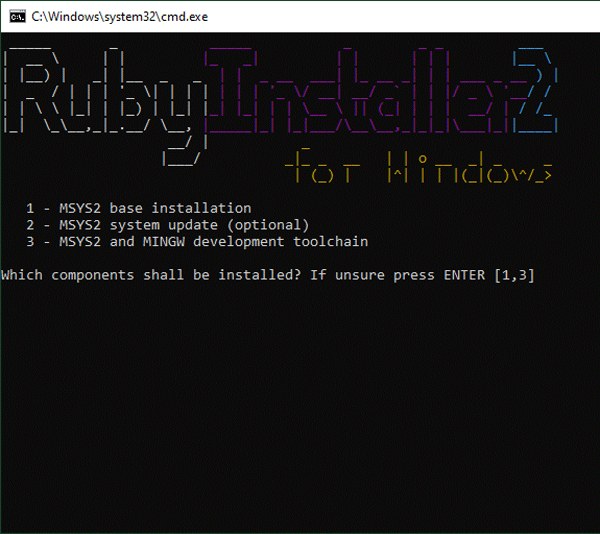 C:\Windows\system32\cmd.exe
RubyInstaller2
for Windows
1 - MSYS2 base installation
2 - MSYS2 system update (optional)
3 - MSYS2 and MINGW development toolchain
Which components shall be installed? If unsure press ENTER [1,3]